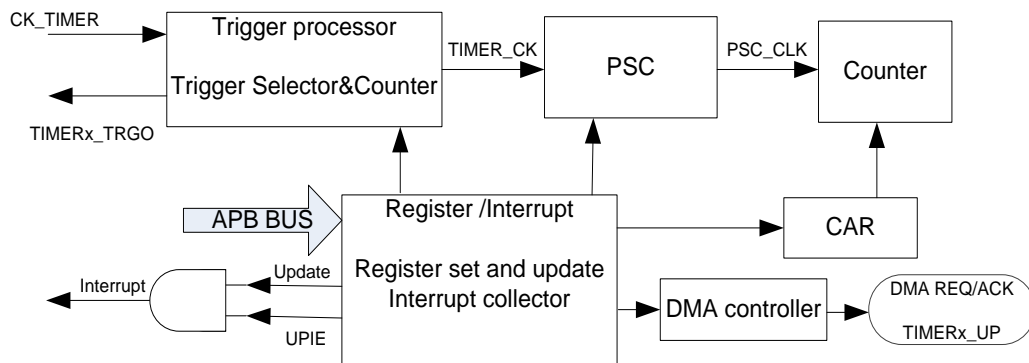 CK_TIMER
Trigger processor
Trigger Selector&Counter
TIMERx_TRGO
TIMER_CK
PSC
PSC_CLK
Counter
APB BUS
Register /Interrupt
Register set and update
Interrupt collector
CAR
Interrupt
Update
UPIE
DMA controller
DMA REQ/ACK
TIMERx_UP